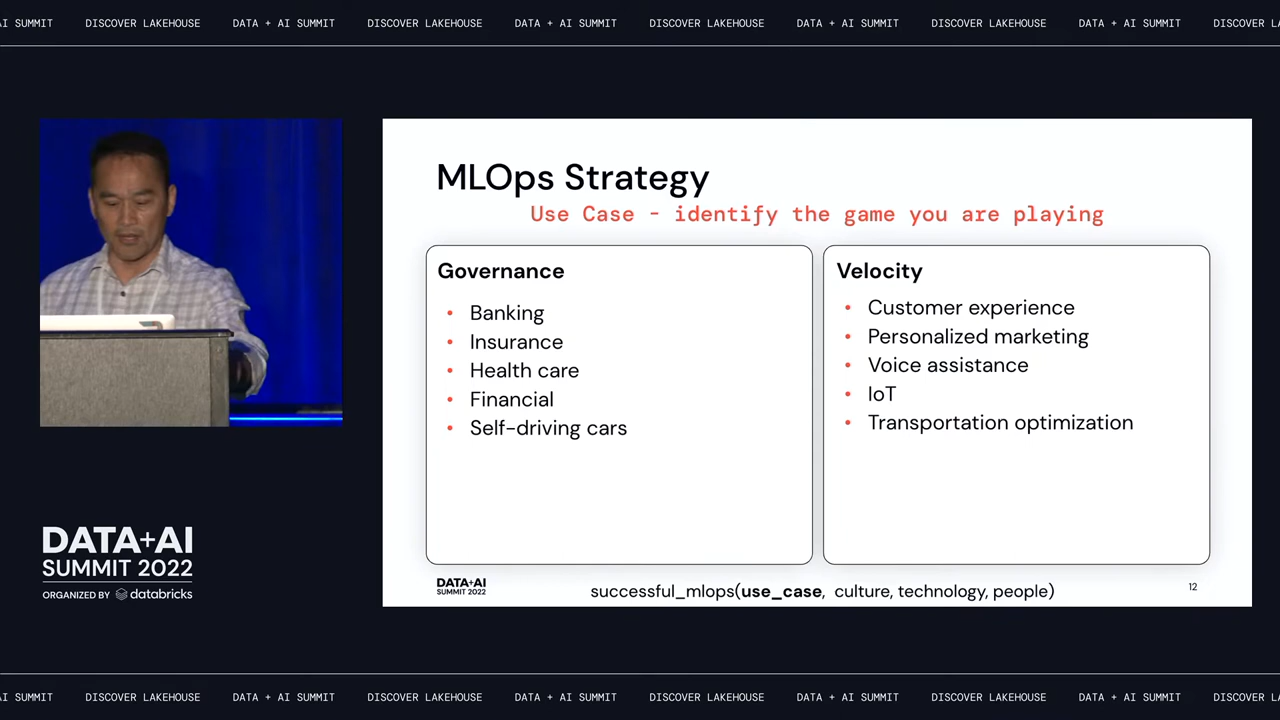 AI SUMMIT DISCOVER LAKEHOUSE DATA + AI SUMMIT DISCOVER LAKEHOUSE DATA + AI SUMMIT DISCOVER LAKEHOUSE DATA + AI SUMMIT DISCOVER LAKEHOUSE DATA + AI SUMMIT DISCOVER L
MLOps Strategy
Use Case - identify the game you are playing
Governance
• Banking
• Insurance
• Health care
• Financial
• Self-driving cars
Velocity
• Customer experience
• Personalized marketing
• Voice assistance
• IoT
• Transportation optimization
DATA+AI
SUMMIT 2022
successful_mlops(use_case, culture, technology, people)
12
DATA+AI
SUMMIT 2022
ORGANIZED BY databricks
AI SUMMIT DISCOVER LAKEHOUSE DATA + AI SUMMIT DISCOVER LAKEHOUSE DATA + AI SUMMIT DISCOVER LAKEHOUSE DATA + AI SUMMIT DISCOVER LAKEHOUSE DATA + AI SUMMIT DISCOVER L